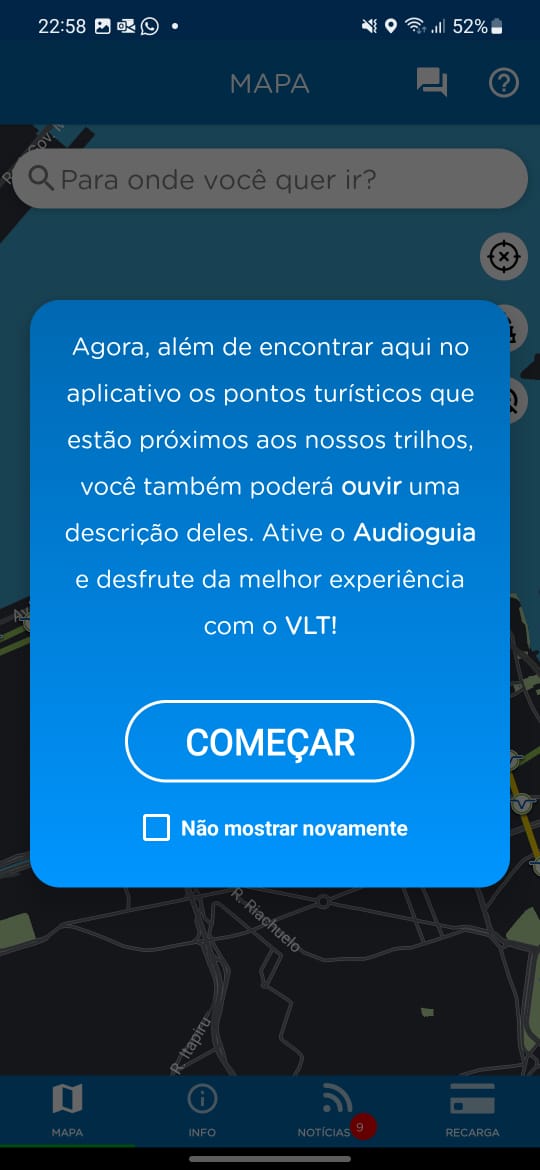 22:58
52%
MAPA
Para onde você quer ir?
Agora, além de encontrar aqui no
aplicativo os pontos turísticos que
estão próximos aos nossos trilhos,
você também poderá ouvir uma
descrição deles. Ative o Audioguia
e desfrute da melhor experiência
com o VLT!
COMEÇAR
Não mostrar novamente
R. Riachuelo
R. Itapiru
MAPA
INFO
NOTÍCIAS
9
RECARGA